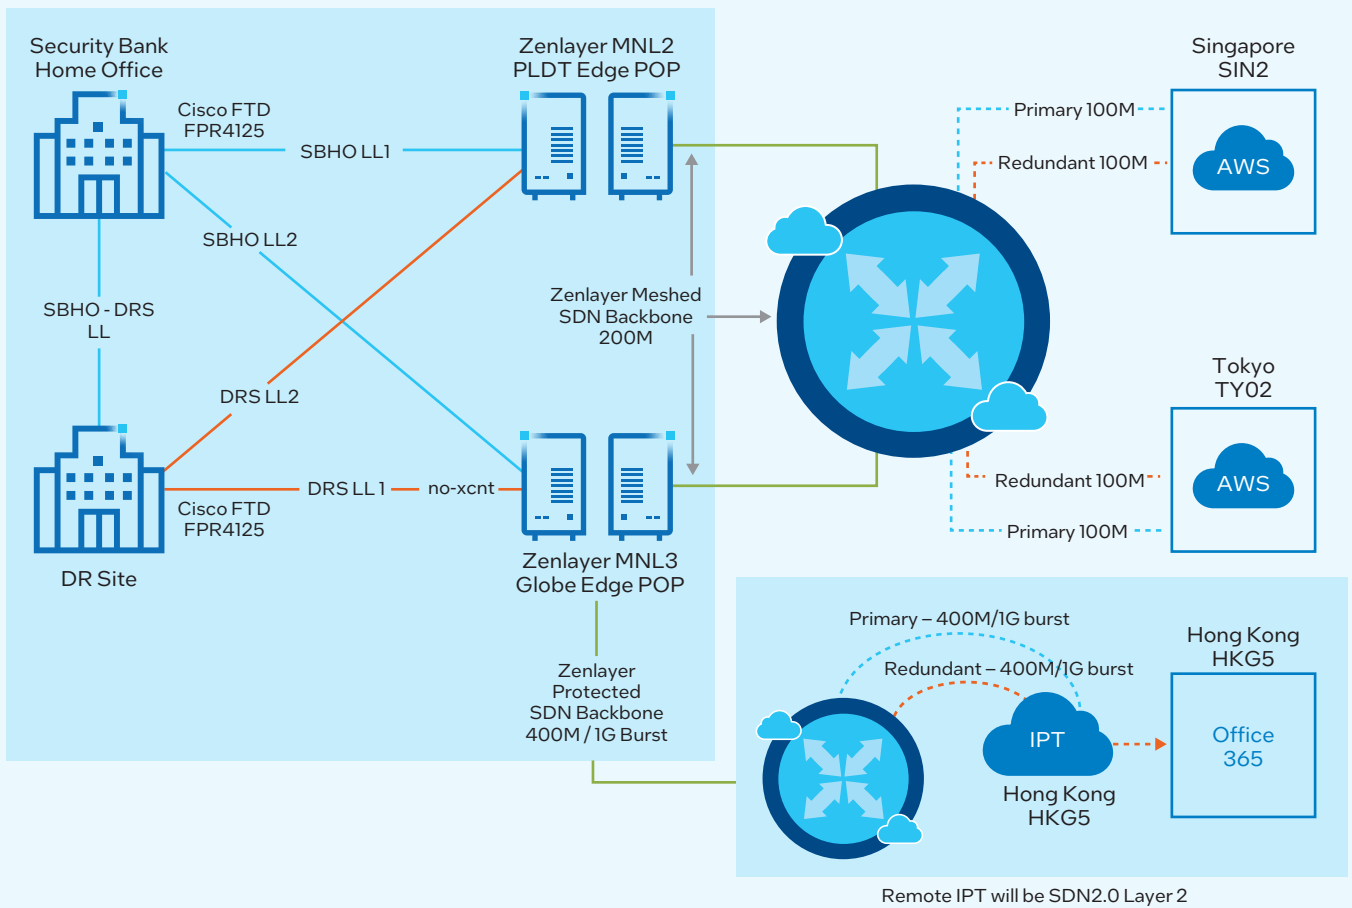 Security Bank
Home Office
Cisco FTD
FPR4125
SBHO LL1
Zenlayer MNL2
PLDT Edge POP
SBHO LL2
SBHO - DRS
LL
DRS LL2
DRS LL 1
no-xcnt
Cisco FTD
FPR4125
DR Site
Zenlayer MNL3
Globe Edge POP
Zenlayer Meshed
SDN Backbone
200M
Zenlayer
Protected
SDN Backbone
400M / 1G Burst
Singapore
SIN2
Primary 100M
Redundant 100M
AWS
Tokyo
TY02
AWS
Redundant 100M
Primary 100M
Primary – 400M/1G burst
Redundant – 400M/1G burst
IPT
Hong Kong
HKG5
Hong Kong
HKG5
Office
365
Remote IPT will be SDN2.0 Layer 2